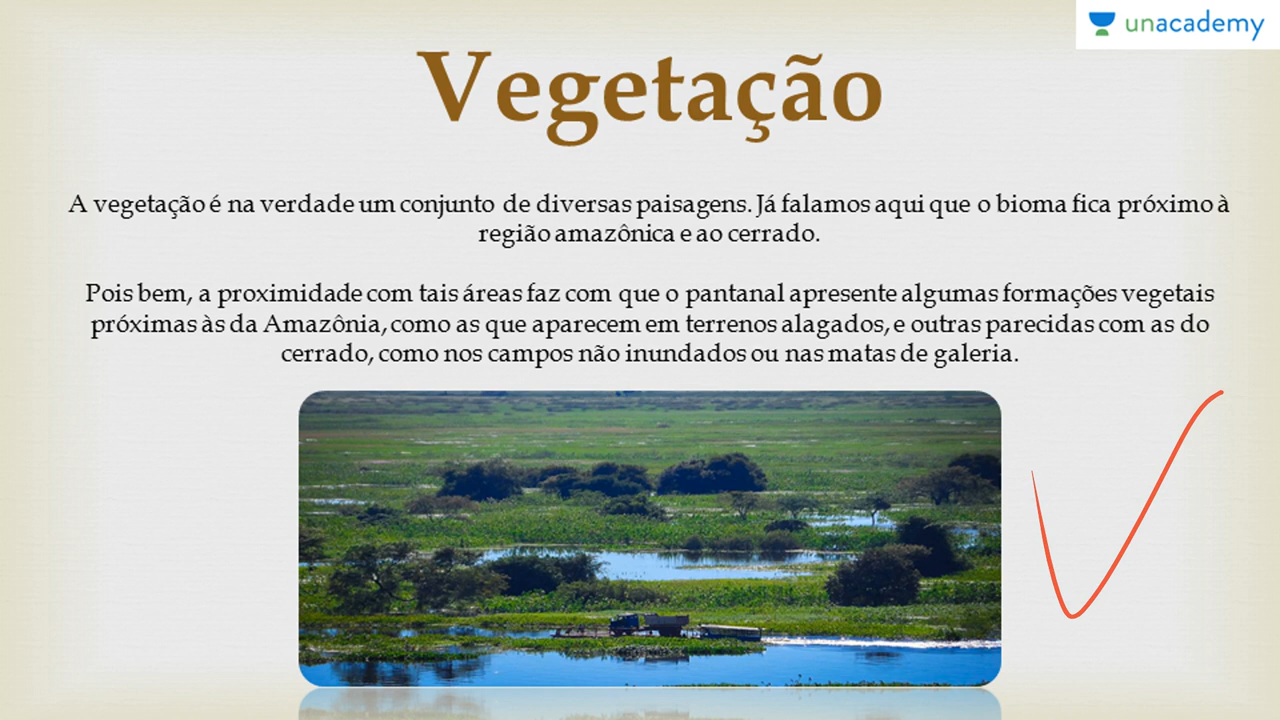 unacademy
Vegetação
A vegetação é na verdade um conjunto de diversas paisagens. Já falamos aqui que o bioma fica próximo à
região amazônica e ao cerrado.
Pois bem, a proximidade com tais áreas faz com que o pantanal apresente algumas formações vegetais
próximas às da Amazônia, como as que aparecem em terrenos alagados, e outras parecidas com as do
cerrado, como nos campos não inundados ou nas matas de galeria.